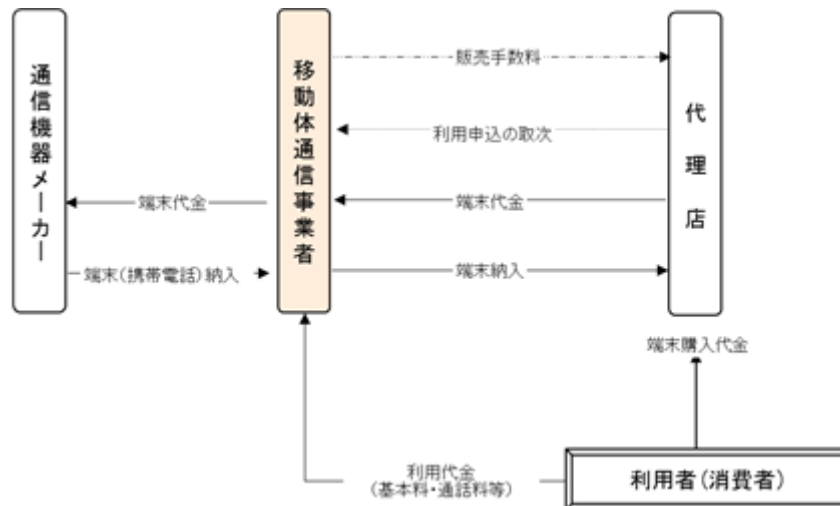 通信機器メーカー
移動体通信事業者
代理店
販売手数料
利用申込の取次
端末代金
端末代金
端末(携帯電話)納入
端末納入
端末購入代金
利用代金
(基本料・通話料等)
利用者(消費者)